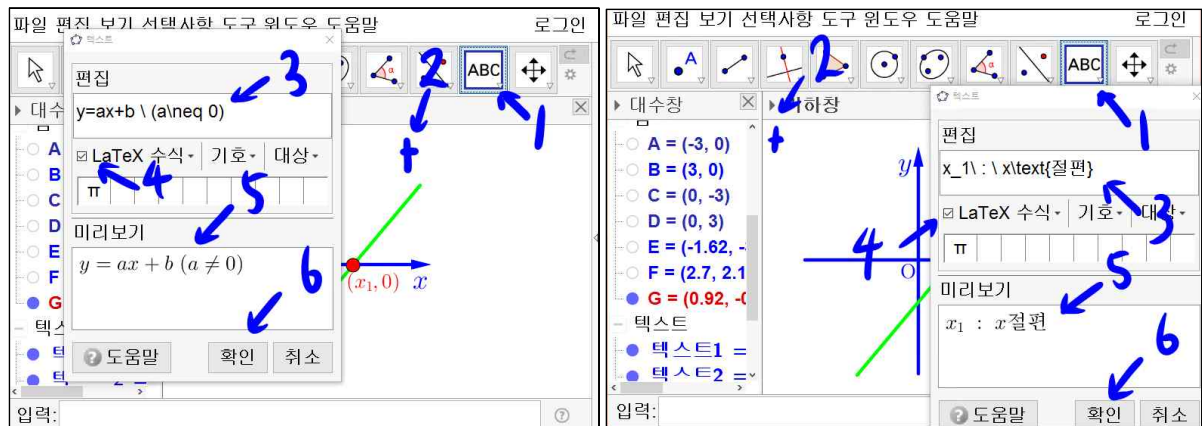 파일 편집 보기 선택사항 도구 윈도우 도움말 로그인
텍스트
편집
y=ax+b \ (a\neq 0)
LaTeX 수식 기호 대상
π
미리보기
y = ax + b (a ≠ 0)
도움말 확인 취소
ABC
대수창
A
B
C
D
E
F
G
텍스트
(x₁, 0) x
입력:
1
2
3
4
5
6
파일 편집 보기 선택사항 도구 윈도우 도움말 로그인
A
ABC
대수창
기하창
A = (-3, 0)
B = (3, 0)
C = (0, -3)
D = (0, 3)
E = (-1.62,
F = (2.7, 2.1
G = (0.92, -0
텍스트
텍스트1 =
텍스트2 =
y
O
텍스트
편집
x_1\ : \ x\text{절편}
LaTeX 수식 기호 대상
π
미리보기
x₁ : x절편
도움말 확인 취소
입력:
1
2
3
4
5
6